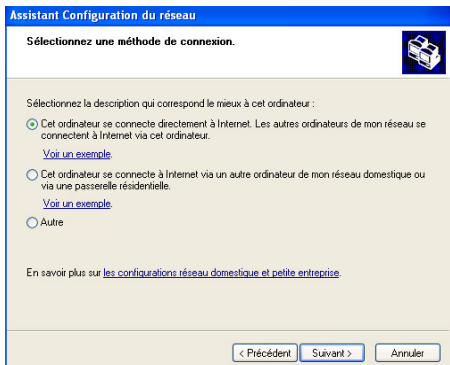 Assistant Configuration du réseau
Sélectionnez une méthode de connexion.
Sélectionnez la description qui correspond le mieux à cet ordinateur :
Cet ordinateur se connecte directement à Internet. Les autres ordinateurs de mon réseau se
connectent à Internet via cet ordinateur.
Voir un exemple.
Cet ordinateur se connecte à Internet via un autre ordinateur de mon réseau domestique ou
via une passerelle résidentielle.
Voir un exemple.
Autre
En savoir plus sur les configurations réseau domestique et petite entreprise.
< Précédent Suivant > Annuler